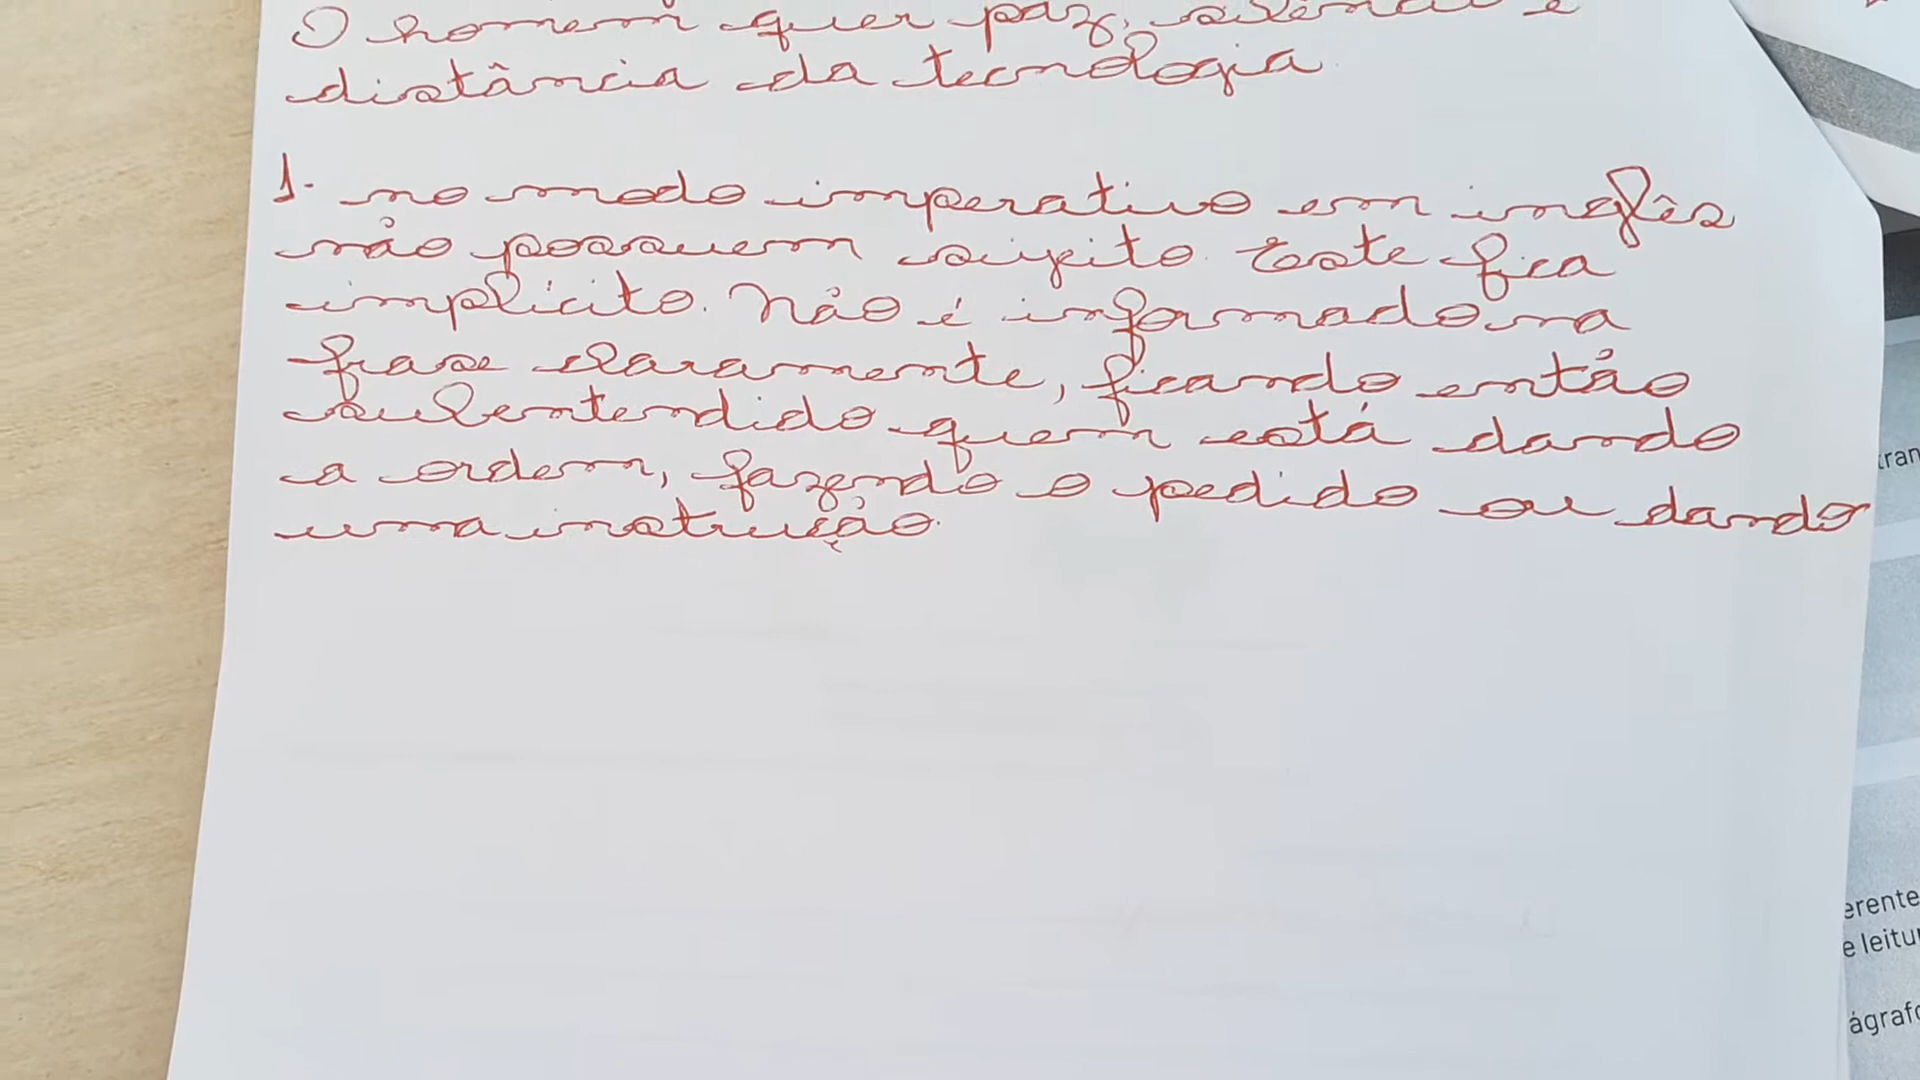 O homem quer paz, silêncio e
distância da tecnologia.
1. no modo imperativo em inglês
não possuem sujeito. Este fica
implícito. Não é informado na
frase claramente, ficando então
subentendido quem está dando
a ordem, fazendo o pedido ou dando
uma instrução.
tran
erente
e leitu
ágrafo